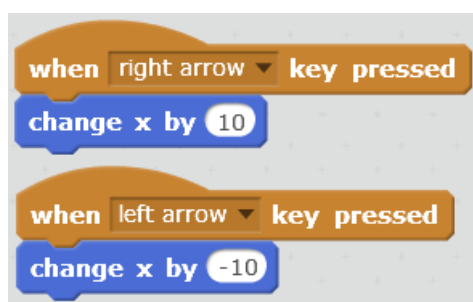 when right arrow key pressed
change x by 10
when left arrow key pressed
change x by -10